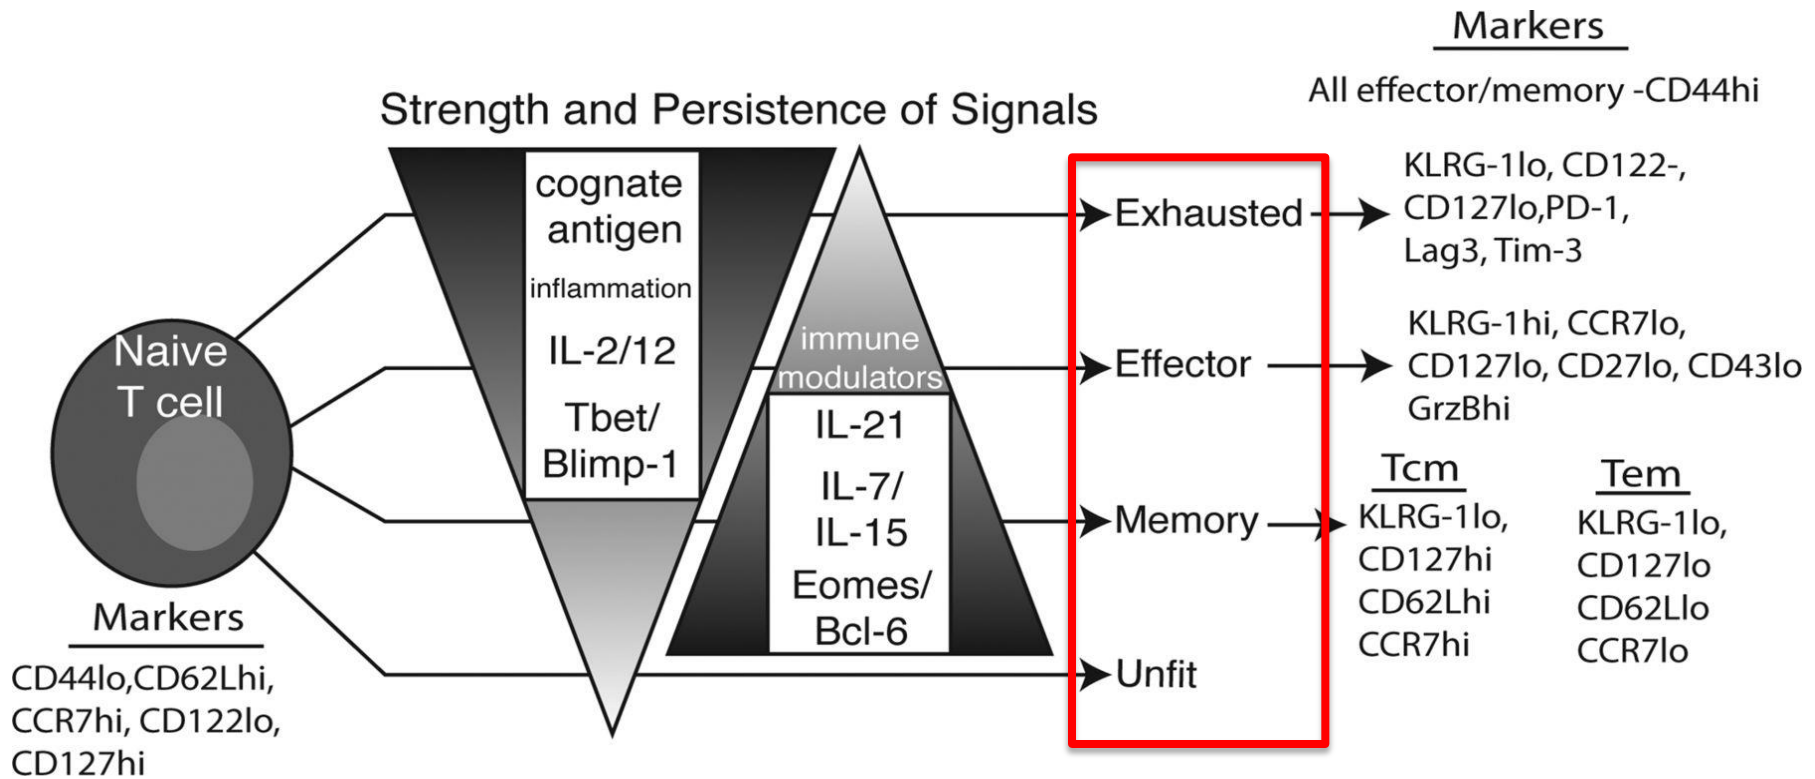 Strength and Persistence of Signals
Naive
T cell
Markers
CD44lo,CD62Lhi,
CCR7hi, CD122lo,
CD127hi
cognate
antigen
inflammation
IL-2/12
Tbet/
Blimp-1
immune
modulators
IL-21
IL-7/
IL-15
Eomes/
Bcl-6
Exhausted
Effector
Memory
Unfit
Markers
All effector/memory -CD44hi
KLRG-1lo, CD122-,
CD127lo,PD-1,
Lag3, Tim-3
KLRG-1hi, CCR7lo,
CD127lo, CD27lo, CD43lo
GrzBhi
Tcm
KLRG-1lo,
CD127hi
CD62Lhi
CCR7hi
Tem
KLRG-1lo,
CD127lo
CD62Llo
CCR7lo